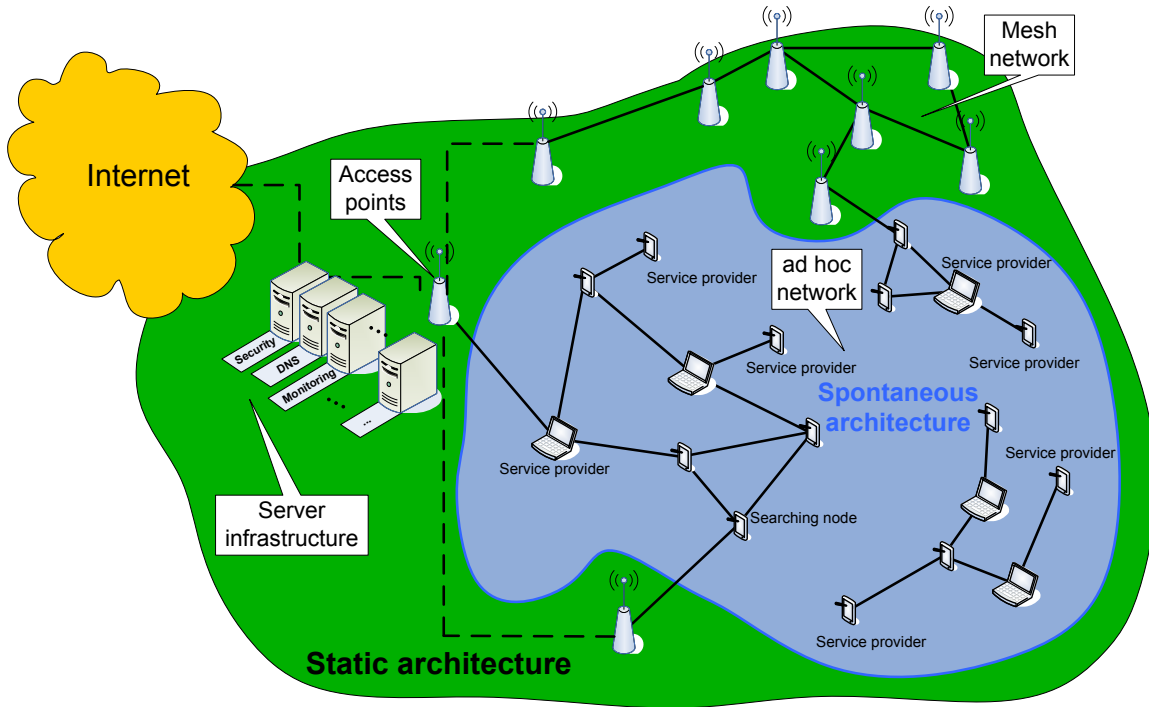 Mesh
network
Internet
Access
points
Service provider
ad hoc
network
Service provider
Security
DNS
Monitoring
...
Service provider
Service provider
Spontaneous
architecture
Service provider
Service provider
Server
infrastructure
Searching node
Service provider
Static architecture